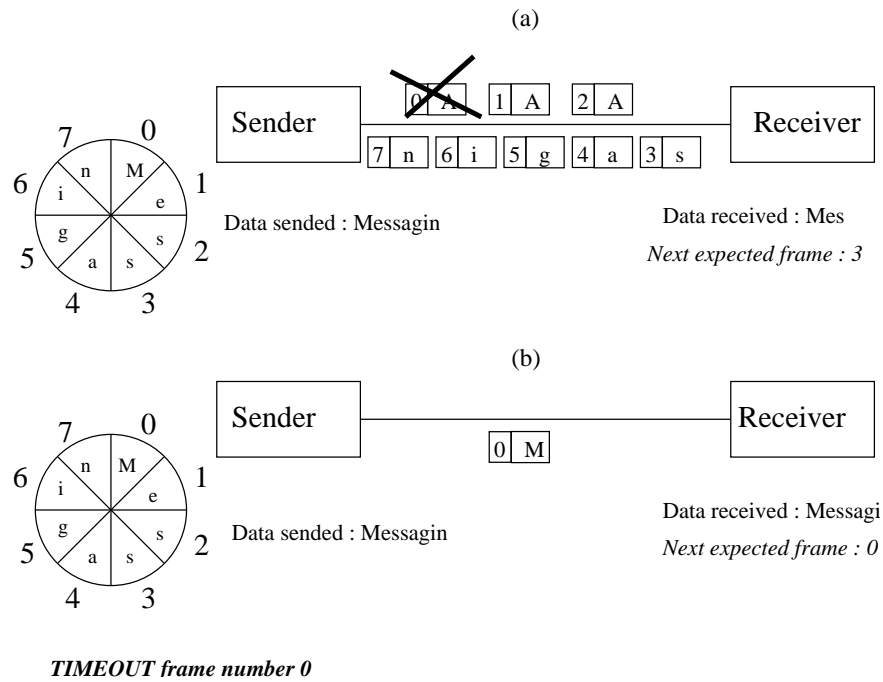 (a)
0 A 1 A 2 A
Sender
Receiver
7 n 6 i 5 g 4 a 3 s
7 0
6 1
5 2
4 3
n M
i e
g s
a s
Data sended : Messagin
Data received : Mes
Next expected frame : 3
(b)
Sender
Receiver
0 M
7 0
6 1
5 2
4 3
n M
i e
g s
a s
Data sended : Messagin
Data received : Messagi
Next expected frame : 0
TIMEOUT frame number 0